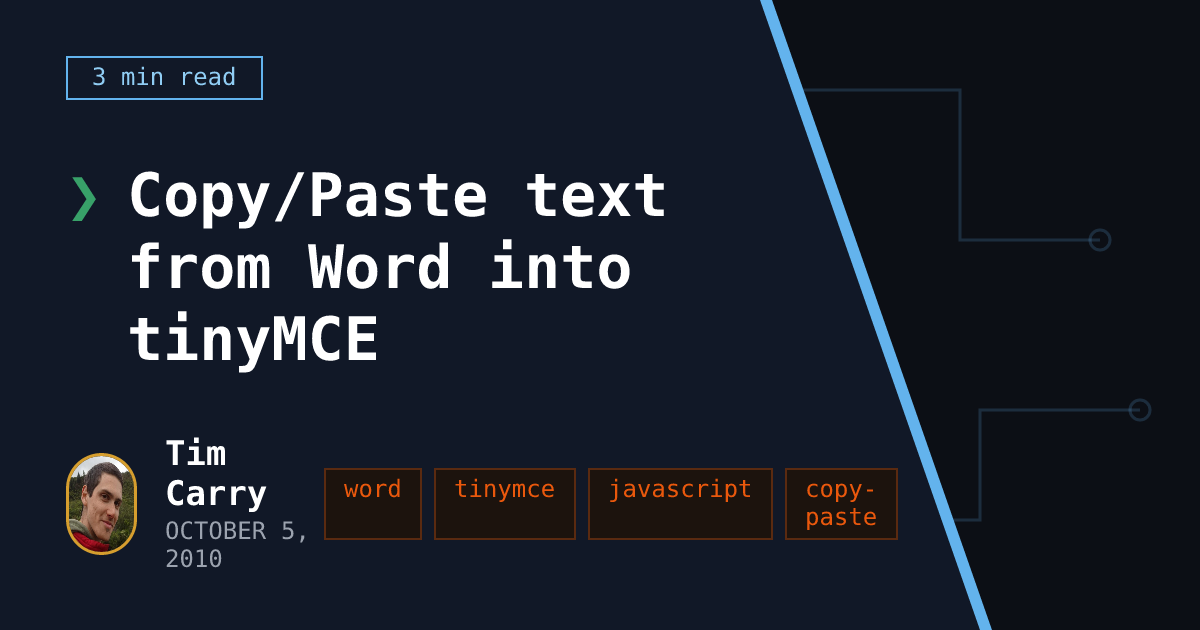 3 min read
❯ Copy/Paste text
from Word into
tinyMCE
Tim
Carry
OCTOBER 5,
2010
word
tinymce
javascript
copy-
paste